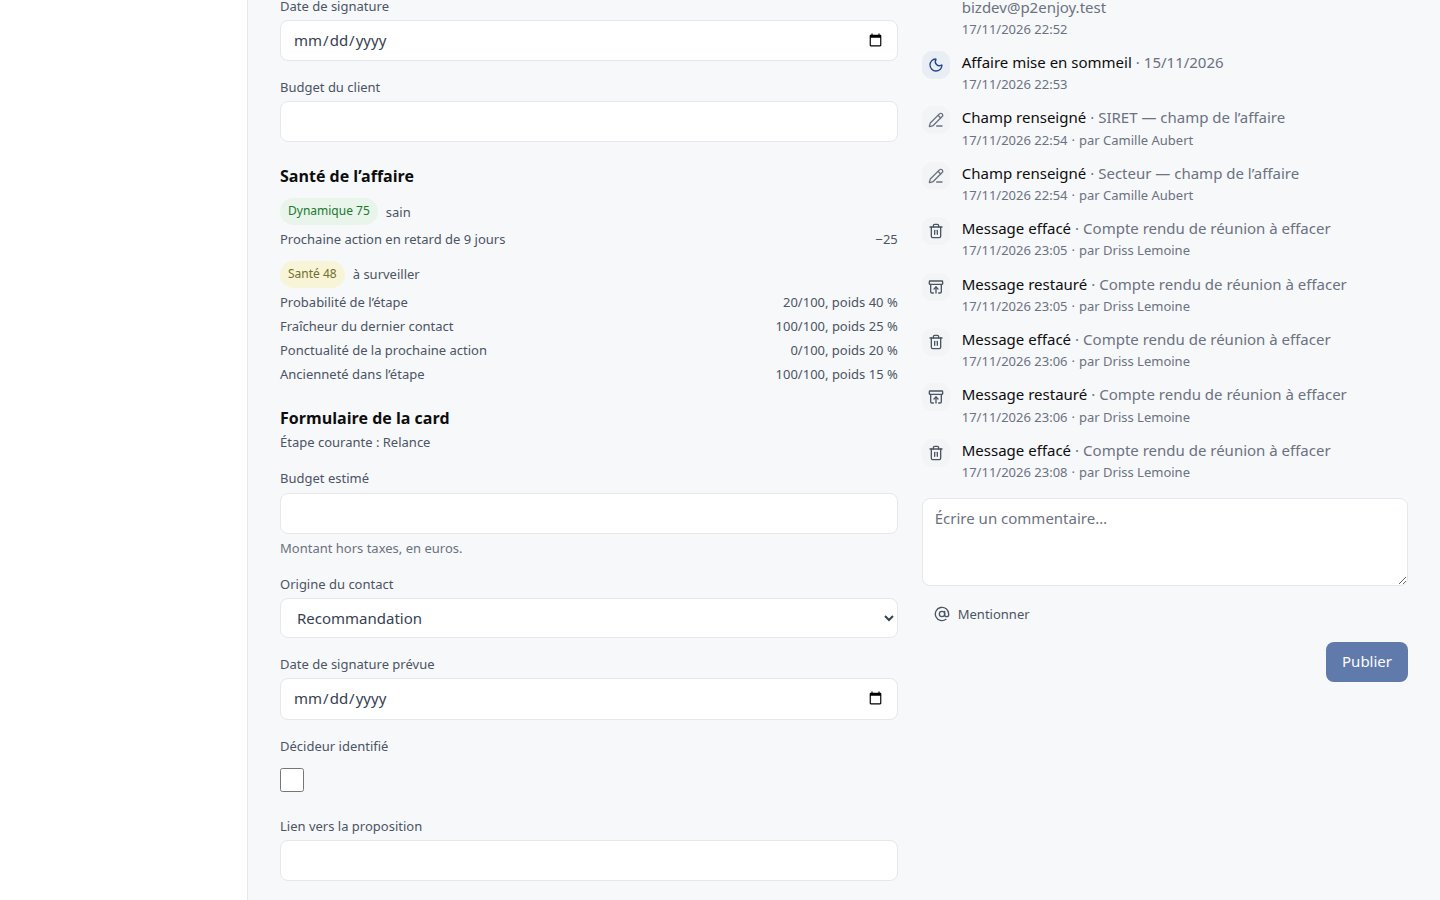 Date de signature
mm/dd/yyyy
Budget du client
Santé de l’affaire
Dynamique 75 sain
Prochaine action en retard de 9 jours −25
Santé 48 à surveiller
Probabilité de l’étape 20/100, poids 40 %
Fraîcheur du dernier contact 100/100, poids 25 %
Ponctualité de la prochaine action 0/100, poids 20 %
Ancienneté dans l’étape 100/100, poids 15 %
Formulaire de la card
Étape courante : Relance
Budget estimé
Montant hors taxes, en euros.
Origine du contact
Recommandation
Date de signature prévue
mm/dd/yyyy
Décideur identifié
Lien vers la proposition
bizdev@p2enjoy.test
17/11/2026 22:52
Affaire mise en sommeil · 15/11/2026
17/11/2026 22:53
Champ renseigné · SIRET — champ de l’affaire
17/11/2026 22:54 · par Camille Aubert
Champ renseigné · Secteur — champ de l’affaire
17/11/2026 22:54 · par Camille Aubert
Message effacé · Compte rendu de réunion à effacer
17/11/2026 23:05 · par Driss Lemoine
Message restauré · Compte rendu de réunion à effacer
17/11/2026 23:05 · par Driss Lemoine
Message effacé · Compte rendu de réunion à effacer
17/11/2026 23:06 · par Driss Lemoine
Message restauré · Compte rendu de réunion à effacer
17/11/2026 23:06 · par Driss Lemoine
Message effacé · Compte rendu de réunion à effacer
17/11/2026 23:08 · par Driss Lemoine
Écrire un commentaire…
Mentionner
Publier